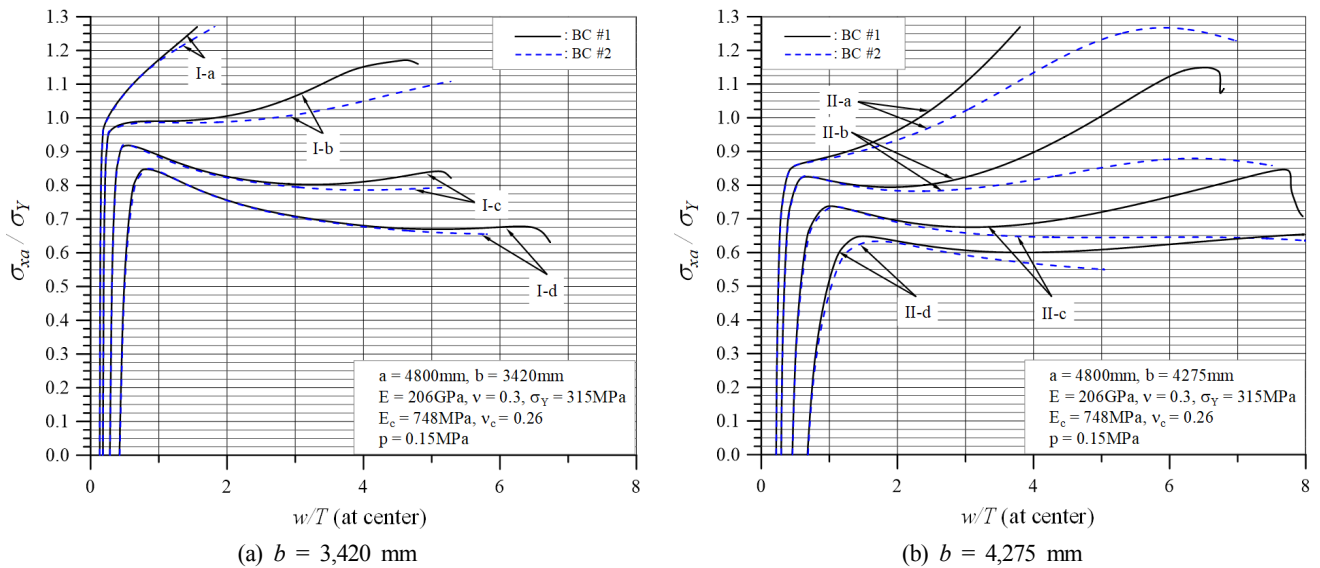 1.3
1.2
1.1
1.0
0.9
0.8
0.7
0.6
0.5
0.4
0.3
0.2
0.1
0.0
σxa / σY
: BC #1
: BC #2
I-a
I-b
I-c
I-d
a = 4800mm, b = 3420mm
E = 206GPa, ν = 0.3, σY = 315MPa
Ec = 748MPa, νc = 0.26
p = 0.15MPa
0 2 4 6 8
w/T (at center)
(a) b = 3,420 mm
1.3
1.2
1.1
1.0
0.9
0.8
0.7
0.6
0.5
0.4
0.3
0.2
0.1
0.0
σxa / σY
: BC #1
: BC #2
II-a
II-b
II-c
II-d
a = 4800mm, b = 4275mm
E = 206GPa, ν = 0.3, σY = 315MPa
Ec = 748MPa, νc = 0.26
p = 0.15MPa
0 2 4 6 8
w/T (at center)
(b) b = 4,275 mm